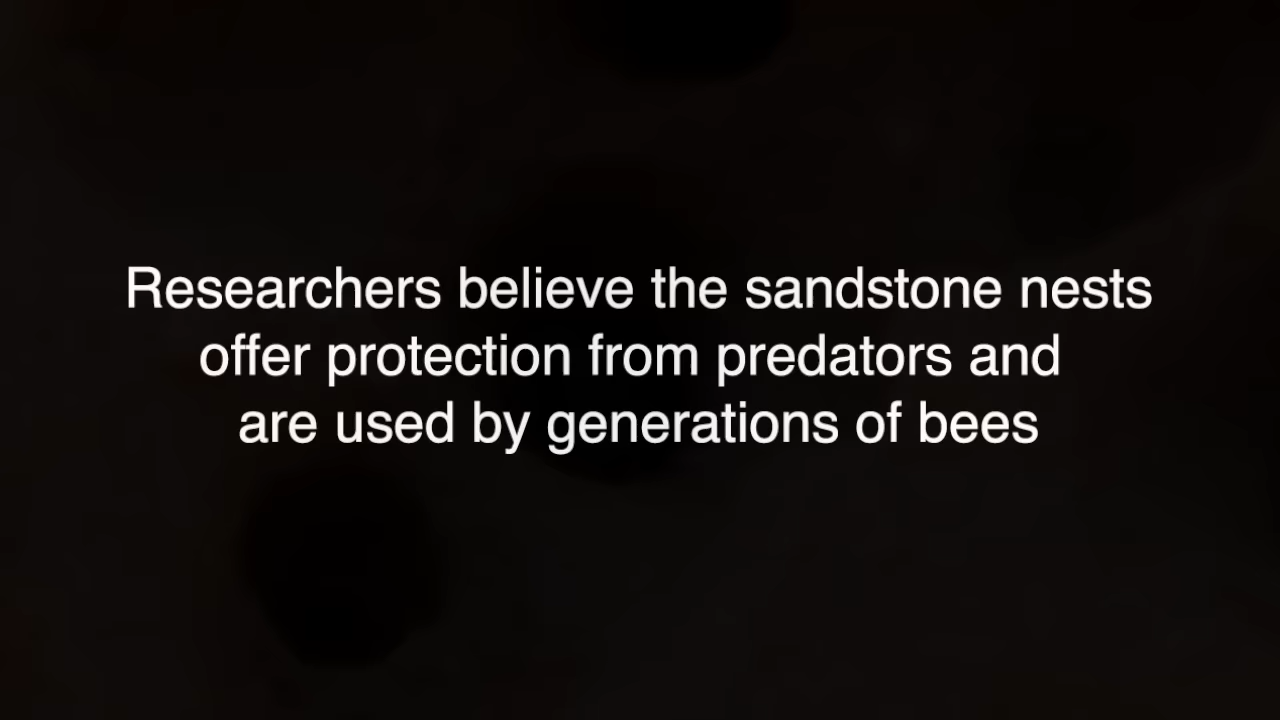 Researchers believe the sandstone nests
offer protection from predators and
are used by generations of bees